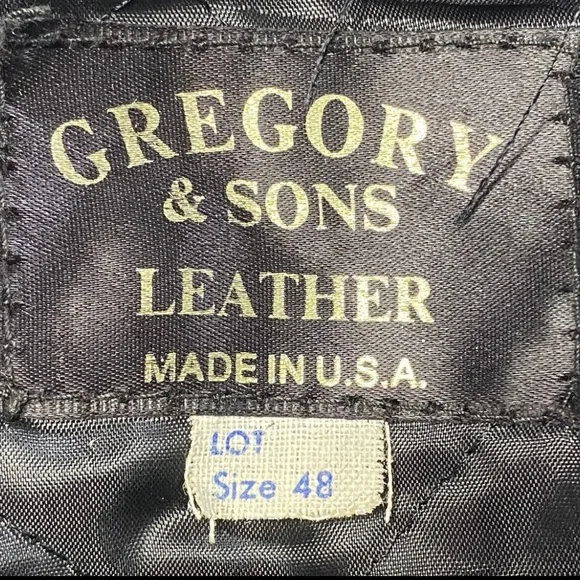 GREGORY
& SONS
LEATHER
MADE IN U.S.A.
LOT
Size 48